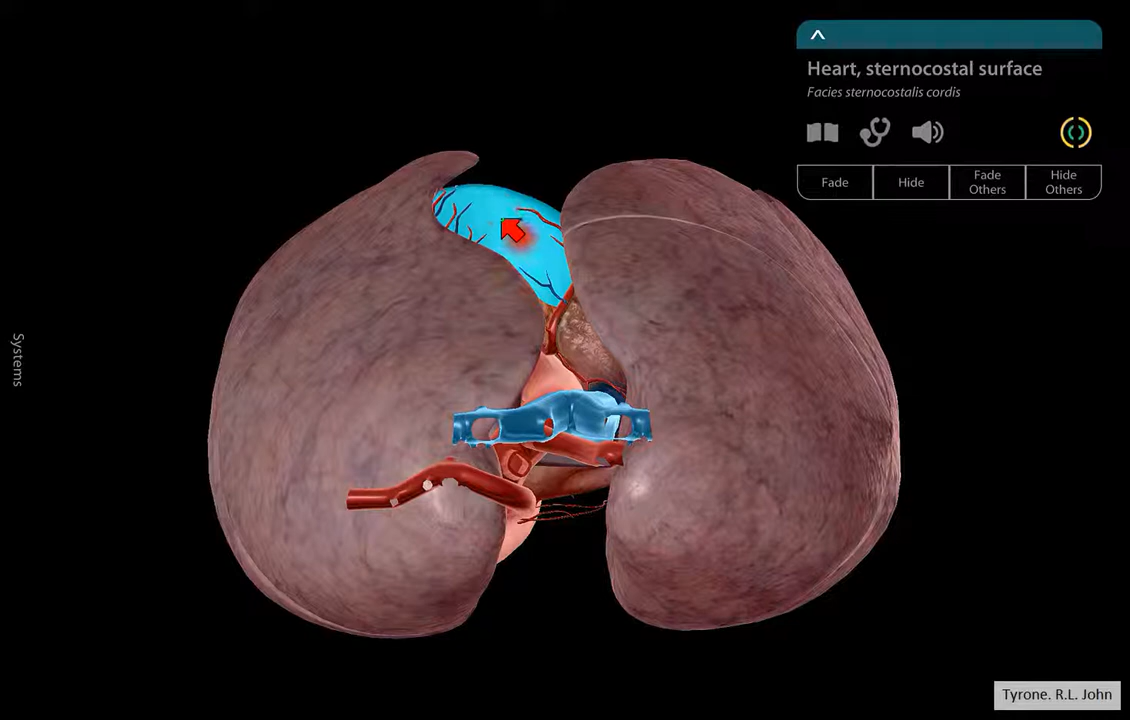 Heart, sternocostal surface
Facies sternocostalis cordis
Fade
Hide
Fade
Others
Hide
Others
Systems
Tyrone. R.L. John